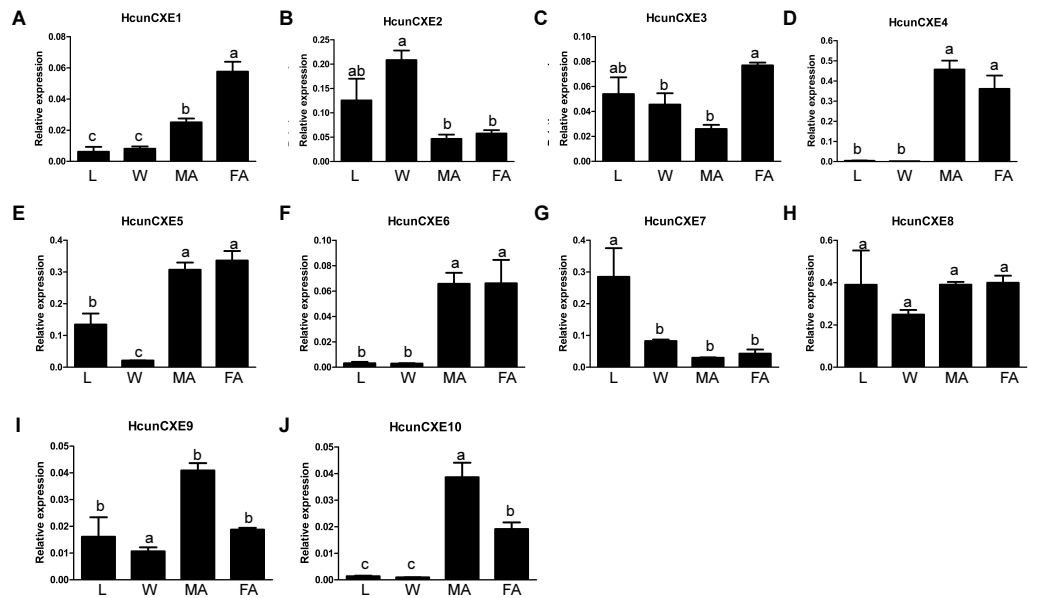 A HcunCXE1
Relative expression
0.08
0.06
0.04
0.02
0.00
c c b a
L W MA FA
B HcunCXE2
0.25
0.20
0.15
0.10
0.05
0.00
ab a b b
L W MA FA
C HcunCXE3
0.10
0.08
0.06
0.04
0.02
0.00
ab b b a
L W MA FA
D HcunCXE4
Relative expression
0.6
0.5
0.4
0.3
0.2
0.1
0.0
b b a a
L W MA FA
E HcunCXE5
Relative expression
0.4
0.3
0.2
0.1
0.0
b c a a
L W MA FA
F HcunCXE6
Relative expression
0.10
0.08
0.06
0.04
0.02
0.00
b b a a
L W MA FA
G HcunCXE7
Relative expression
0.4
0.3
0.2
0.1
0.0
a b b b
L W MA FA
H HcunCXE8
Relative expression
0.6
0.4
0.2
0.0
a a a a
L W MA FA
I HcunCXE9
Relative expression
0.05
0.04
0.03
0.02
0.01
0.00
b a b b
L W MA FA
J HcunCXE10
Relative expression
0.05
0.04
0.03
0.02
0.01
0.00
c c a b
L W MA FA